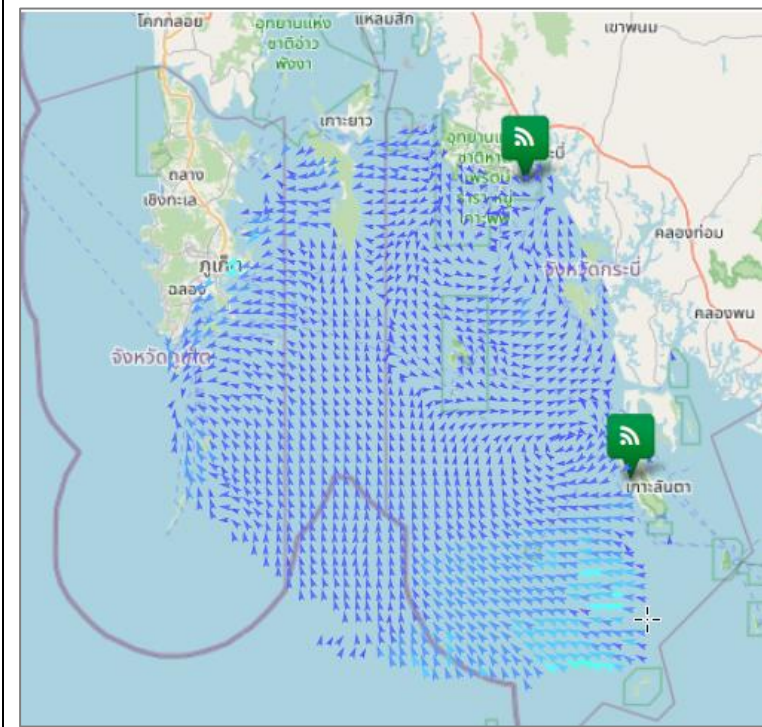 โคกกลอย
อุทยานแห่ง
ชาติอ่าว
พังงา
แหลมสัก
เขาพนม
เกาะยาว
ถลาง
เชิงทะเล
ภูเก็ต
ฉลอง
คลองท่อม
จังหวัดกระบี่
คลองพน
จังหวัดภูเก็ต
เกาะลันตา